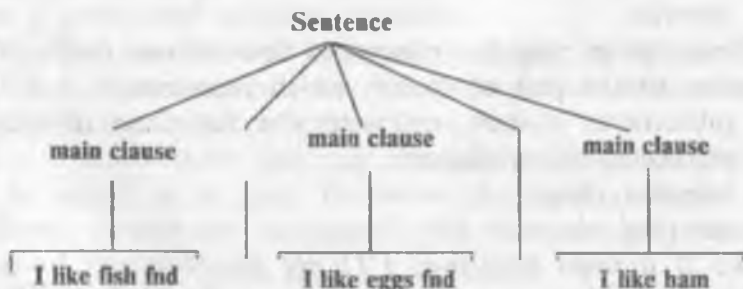 Sentence
main clause main clause main clause
I like fish fnd I like eggs fnd I like ham